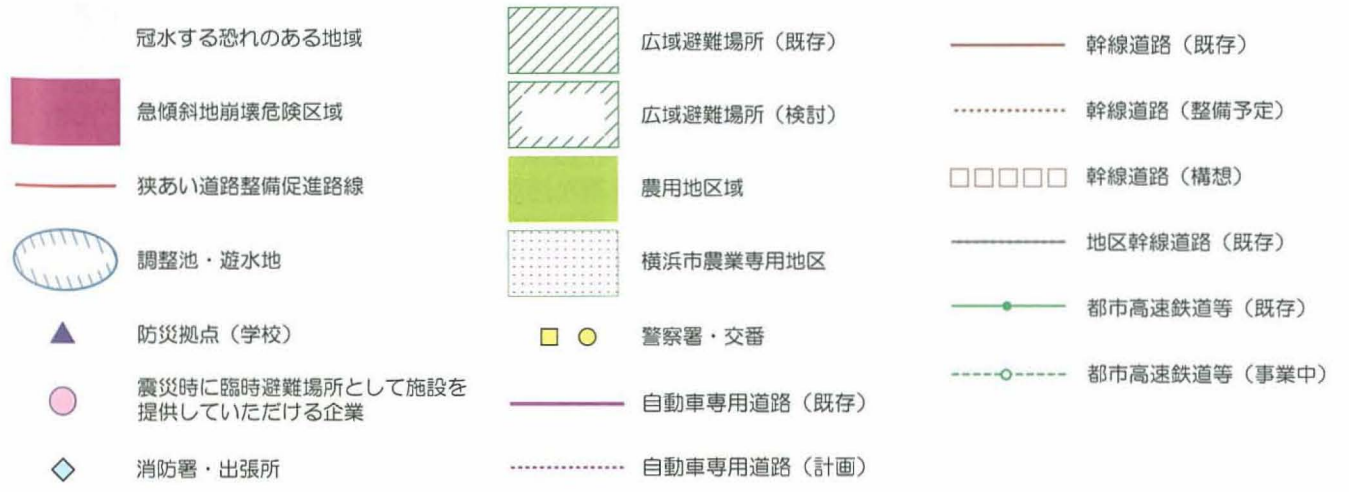 冠水する恐れのある地域
急傾斜地崩壊危険区域
狭あい道路整備促進路線
調整池・遊水地
防災拠点（学校）
震災時に臨時避難場所として施設を
提供していただける企業
消防署・出張所
広域避難場所（既存）
広域避難場所（検討）
農用地区域
横浜市農業専用地区
警察署・交番
自動車専用道路（既存）
自動車専用道路（計画）
幹線道路（既存）
幹線道路（整備予定）
幹線道路（構想）
地区幹線道路（既存）
都市高速鉄道等（既存）
都市高速鉄道等（事業中）